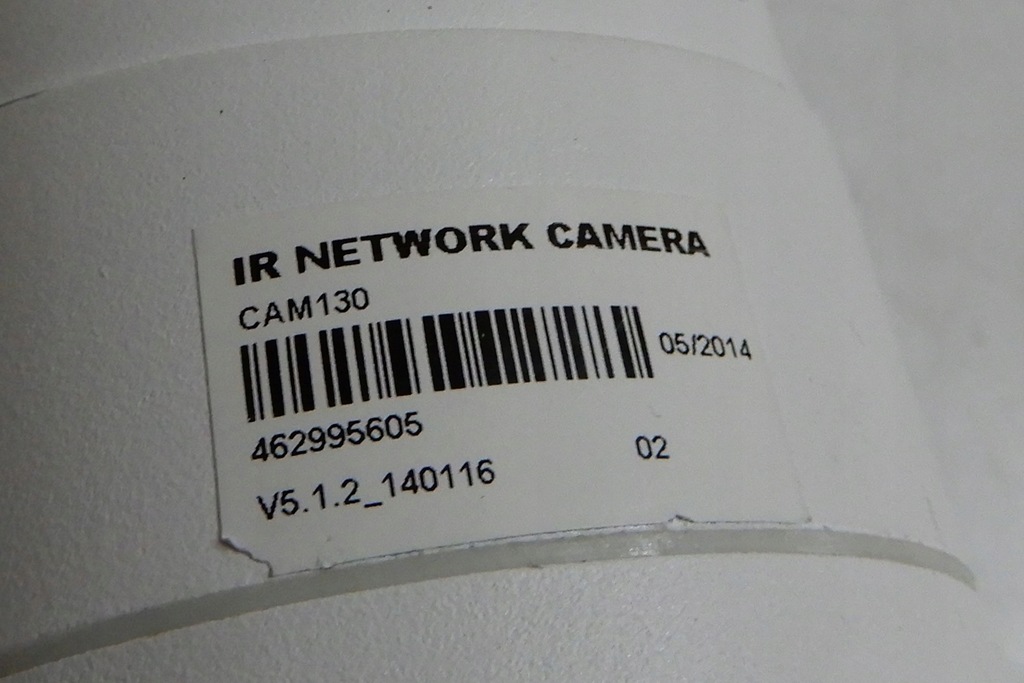 IR NETWORK CAMERA
CAM130
05/2014
462995605
02
V5.1.2_140116